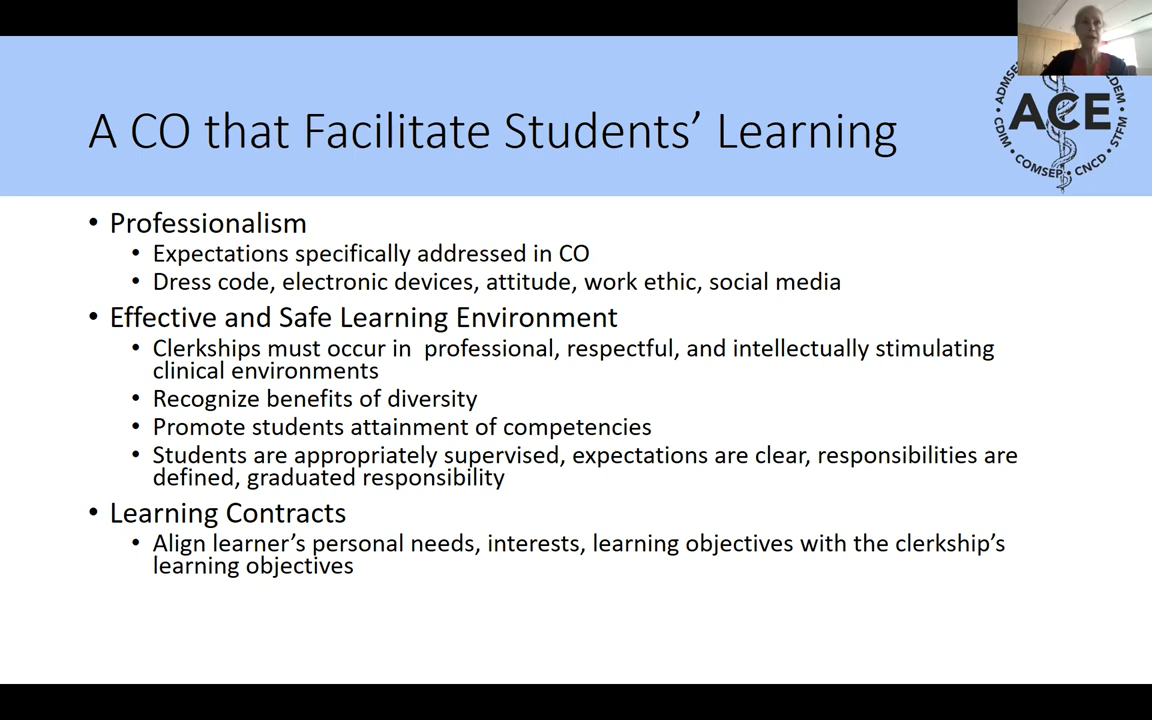 A CO that Facilitate Students’ Learning
ACE
CDIM • COMSEP • CNCD • STFM
• Professionalism
• Expectations specifically addressed in CO
• Dress code, electronic devices, attitude, work ethic, social media
• Effective and Safe Learning Environment
• Clerkships must occur in professional, respectful, and intellectually stimulating
clinical environments
• Recognize benefits of diversity
• Promote students attainment of competencies
• Students are appropriately supervised, expectations are clear, responsibilities are
defined, graduated responsibility
• Learning Contracts
• Align learner’s personal needs, interests, learning objectives with the clerkship’s
learning objectives